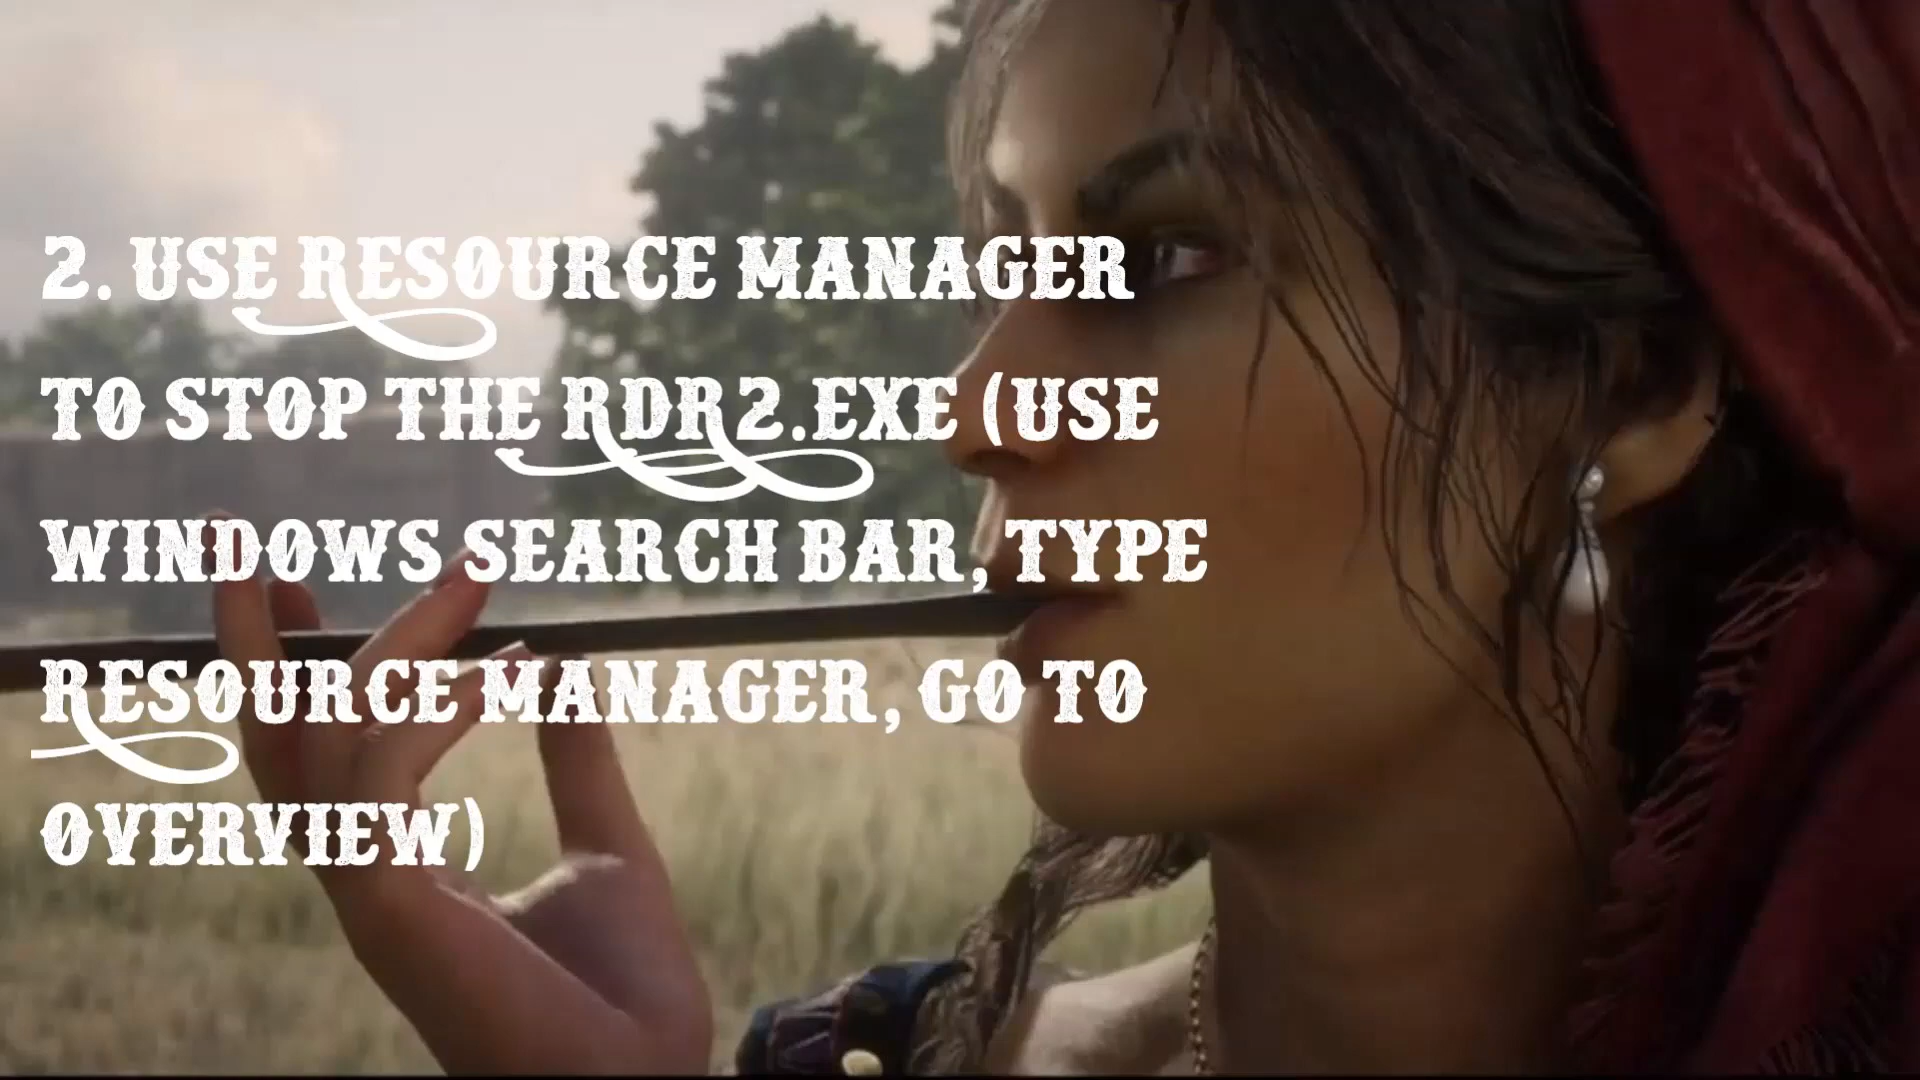 2. USE RESOURCE MANAGER
TO STOP THE RDR2.EXE (USE
WINDOWS SEARCH BAR, TYPE
RESOURCE MANAGER, GO TO
OVERVIEW)